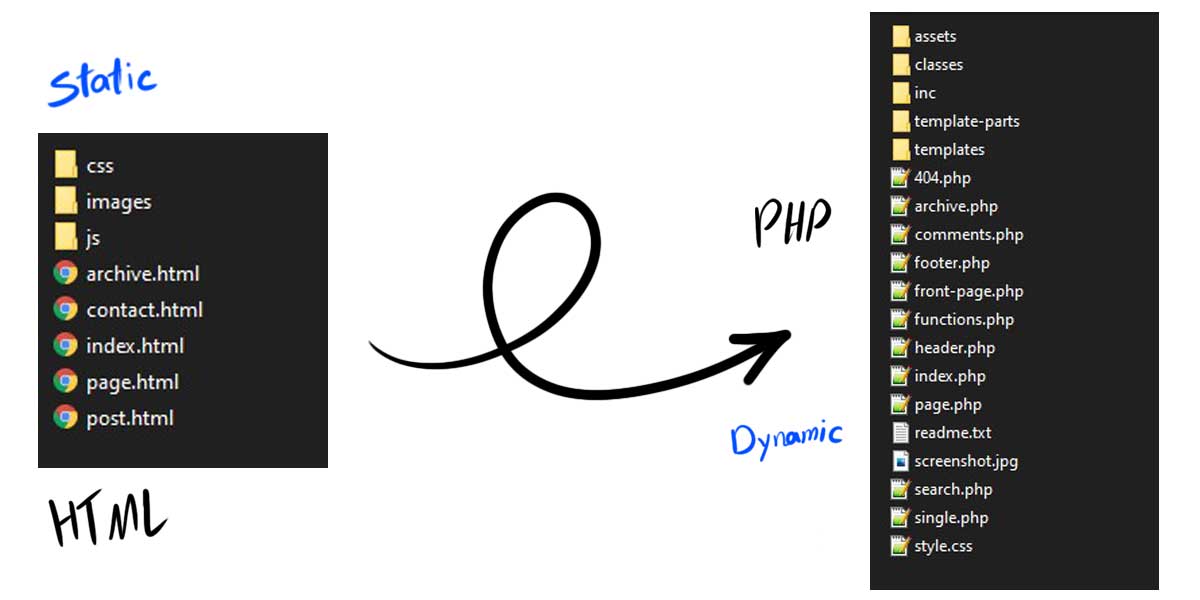 Static
css
images
js
archive.html
contact.html
index.html
page.html
post.html
HTML
PHP
Dynamic
assets
classes
inc
template-parts
templates
404.php
archive.php
comments.php
footer.php
front-page.php
functions.php
header.php
index.php
page.php
readme.txt
screenshot.jpg
search.php
single.php
style.css